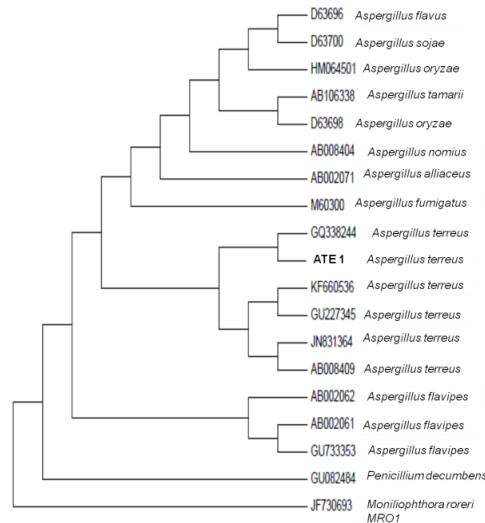 D63696 Aspergillus flavus
D63700 Aspergillus sojae
HM064501 Aspergillus oryzae
AB106338 Aspergillus tamarii
D63698 Aspergillus oryzae
AB008404 Aspergillus nomius
AB002071 Aspergillus alliaceus
M60300 Aspergillus fumigatus
GQ338244 Aspergillus terreus
ATE 1 Aspergillus terreus
KF660536 Aspergillus terreus
GU227345 Aspergillus terreus
JN831364 Aspergillus terreus
AB008409 Aspergillus terreus
AB002062 Aspergillus flavipes
AB002061 Aspergillus flavipes
GU733353 Aspergillus flavipes
GU082484 Penicillium decumbens
JF730693 Moniliophthora roreri
MRO1